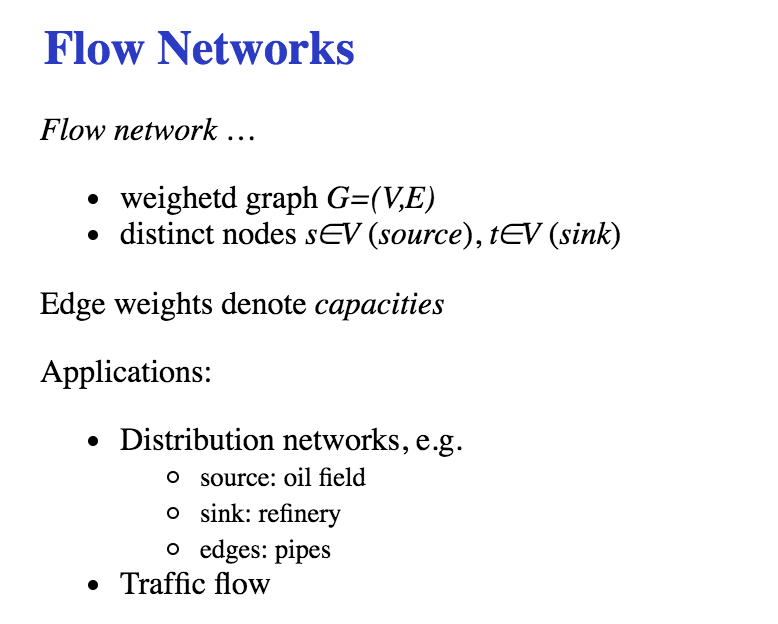 Flow Networks
Flow network …
• weighetd graph G=(V,E)
• distinct nodes s∈V (source), t∈V (sink)
Edge weights denote capacities
Applications:
• Distribution networks, e.g.
○ source: oil field
○ sink: refinery
○ edges: pipes
• Traffic flow